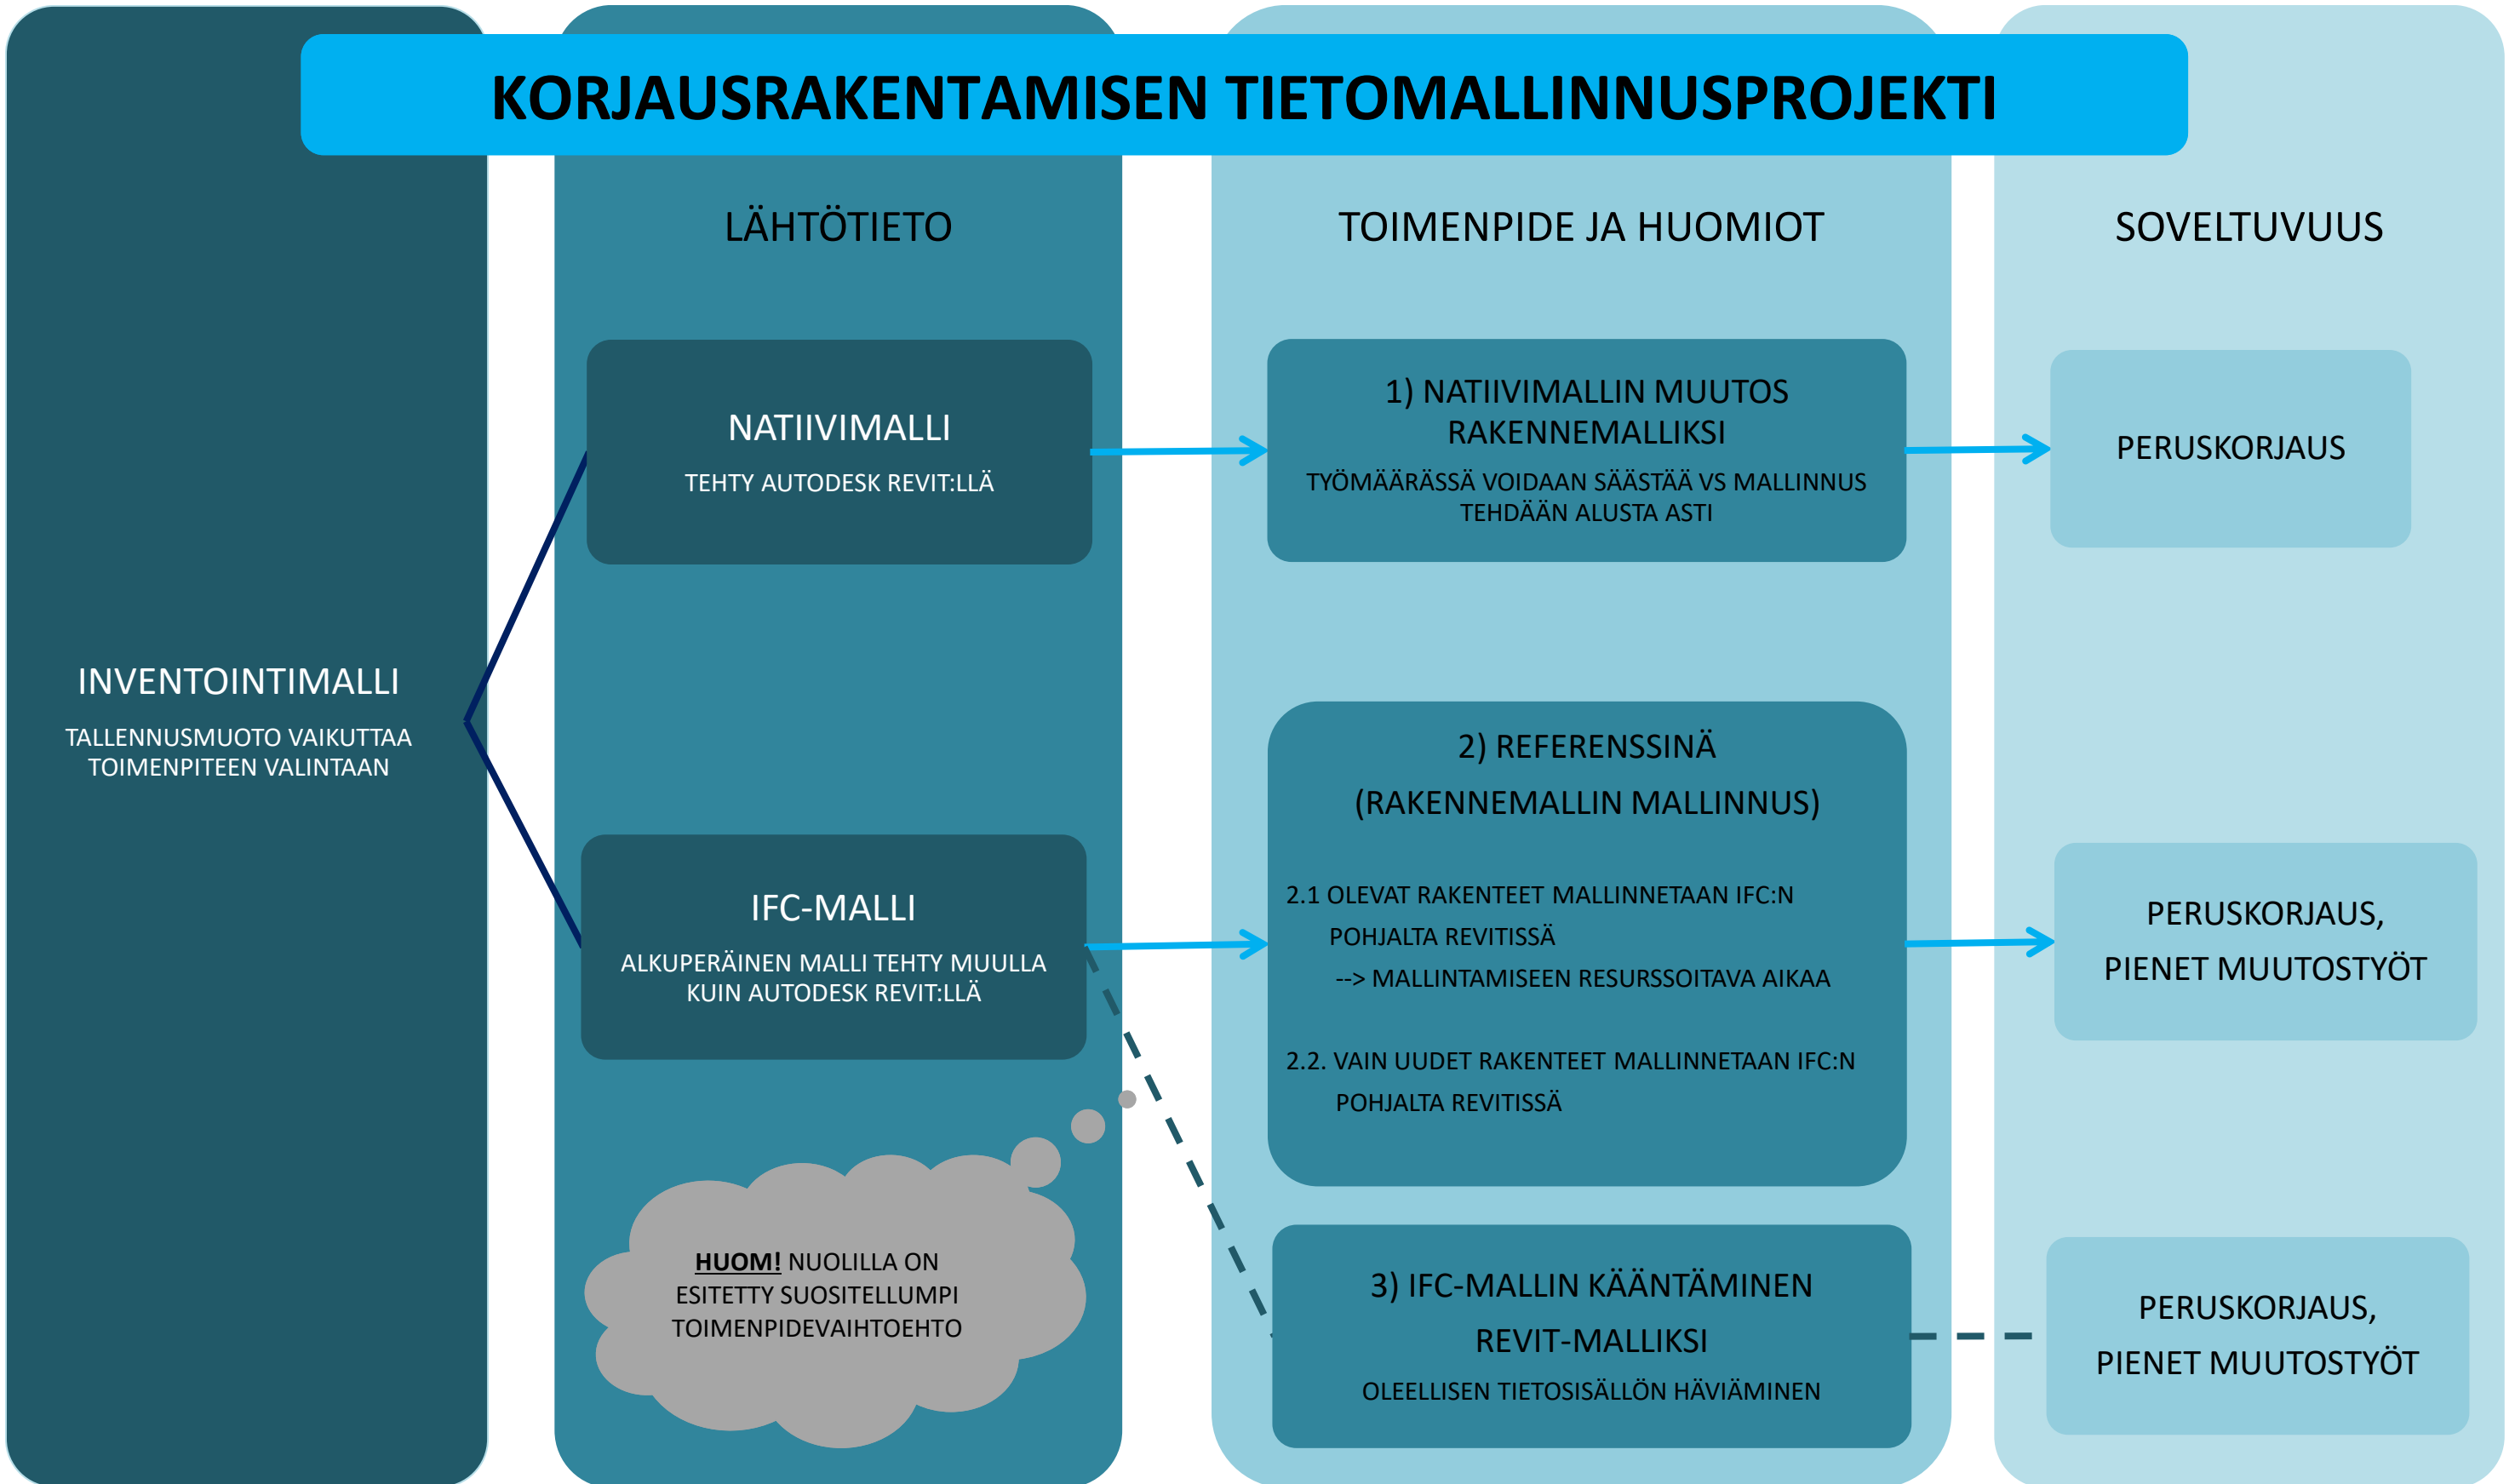 KORJAUSRAKENTAMISEN TIETOMALLINNUSPROJEKTI
INVENTOINTIMALLI
TALLENNUSMUOTO VAIKUTTAA
TOIMENPITEEN VALINTAAN
LÄHTÖTIETO
NATIIVIMALLI
TEHTY AUTODESK REVIT:LLÄ
IFC-MALLI
ALKUPERÄINEN MALLI TEHTY MUULLA
KUIN AUTODESK REVIT:LLÄ
HUOM! NUOLILLA ON
ESITETTY SUOSITELLUMPI
TOIMENPIDEVAIHTOEHTO
TOIMENPIDE JA HUOMIOT
1) NATIIVIMALLIN MUUTOS
RAKENNEMALLIKSI
TYÖMÄÄRÄSSÄ VOIDAAN SÄÄSTÄÄ VS MALLINNUS
TEHDÄÄN ALUSTA ASTI
2) REFERENSSINÄ
(RAKENNEMALLIN MALLINNUS)
2.1 OLEVAT RAKENTEET MALLINNETAAN IFC:N
POHJALTA REVITISSÄ
--> MALLINTAMISEEN RESURSSOITAVA AIKAA
2.2. VAIN UUDET RAKENTEET MALLINNETAAN IFC:N
POHJALTA REVITISSÄ
3) IFC-MALLIN KÄÄNTÄMINEN
REVIT-MALLIKSI
OLEELLISEN TIETOSISÄLLÖN HÄVIÄMINEN
SOVELTUVUUS
PERUSKORJAUS
PERUSKORJAUS,
PIENET MUUTOSTYÖT
PERUSKORJAUS,
PIENET MUUTOSTYÖT